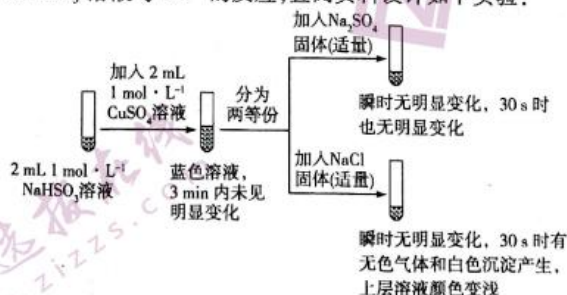 加入Na₂SO₄
固体(适量)
瞬时无明显变化，30 s 时
也无明显变化
加入 2 mL
1 mol·L⁻¹
CuSO₄溶液
分为
两等份
2 mL 1 mol·L⁻¹
NaHSO₃溶液
蓝色溶液，
3 min 内未见
明显变化
加入NaCl
固体(适量)
瞬时无明显变化，30 s 时有
无色气体和白色沉淀产生，
上层溶液颜色变浅
zizzs.c